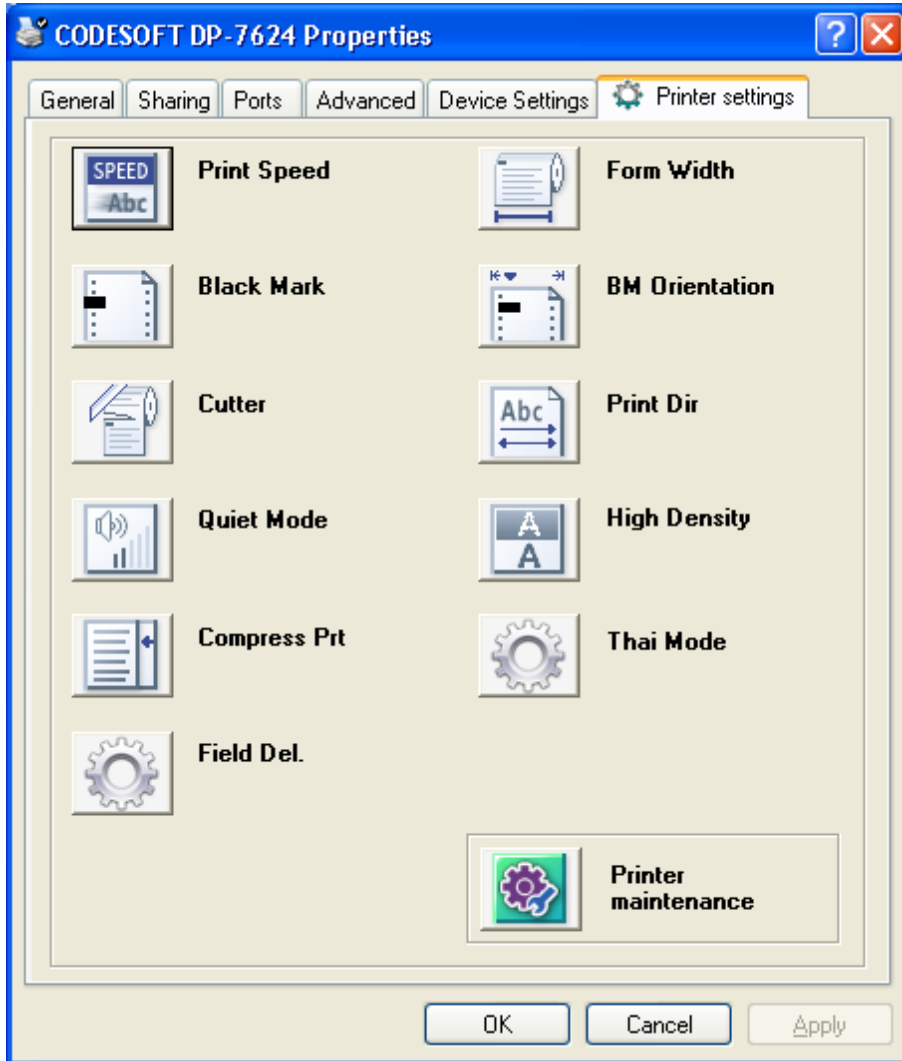 CODESOFT DP-7624 Properties
General Sharing Ports Advanced Device Settings Printer settings
SPEED
Abc
Print Speed
Form Width
Black Mark
BM Orientation
Cutter
Abc
Print Dir
Quiet Mode
A
A
High Density
Compress Prt
Thai Mode
Field Del.
Printer
maintenance
OK Cancel Apply